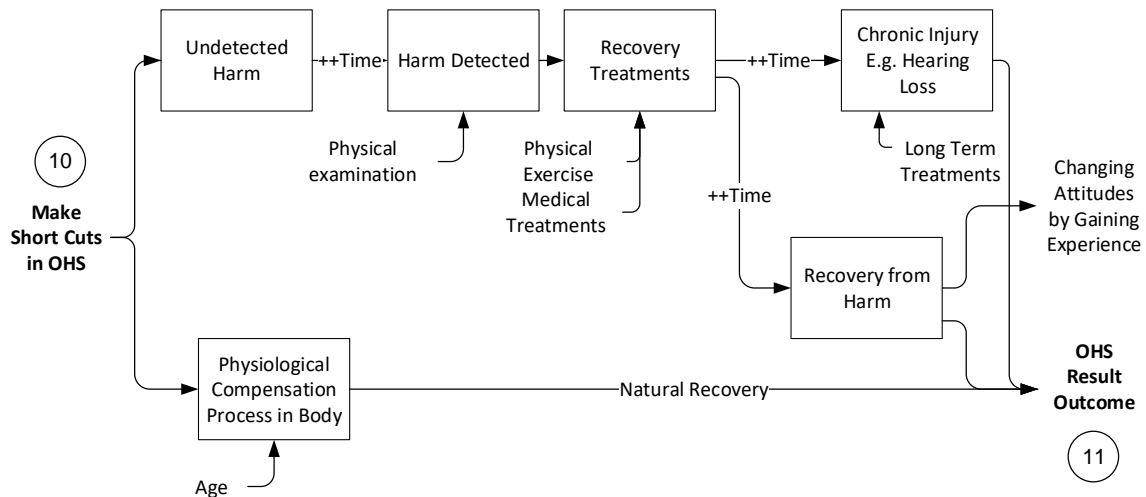 Undetected
Harm
++Time
Harm Detected
Recovery
Treatments
++Time
Chronic Injury
E.g. Hearing
Loss
Physical
examination
Physical
Exercise
Medical
Treatments
Long Term
Treatments
10
Make
Short Cuts
in OHS
++Time
Changing
Attitudes
by Gaining
Experience
Recovery from
Harm
Physiological
Compensation
Process in Body
Natural Recovery
OHS
Result
Outcome
11
Age